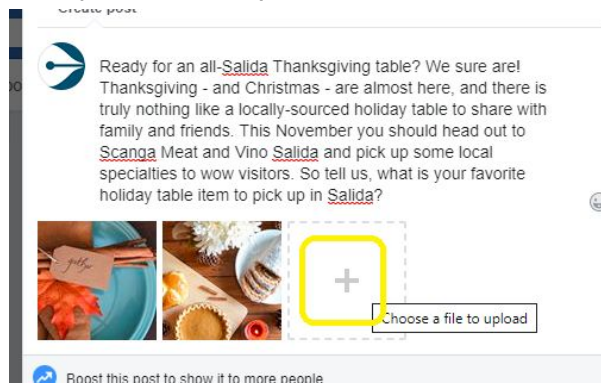 Create post
Ready for an all-Salida Thanksgiving table? We sure are!
Thanksgiving - and Christmas - are almost here, and there is
truly nothing like a locally-sourced holiday table to share with
family and friends. This November you should head out to
Scanga Meat and Vino Salida and pick up some local
specialties to wow visitors. So tell us, what is your favorite
holiday table item to pick up in Salida?
gather
Choose a file to upload
Boost this post to show it to more people